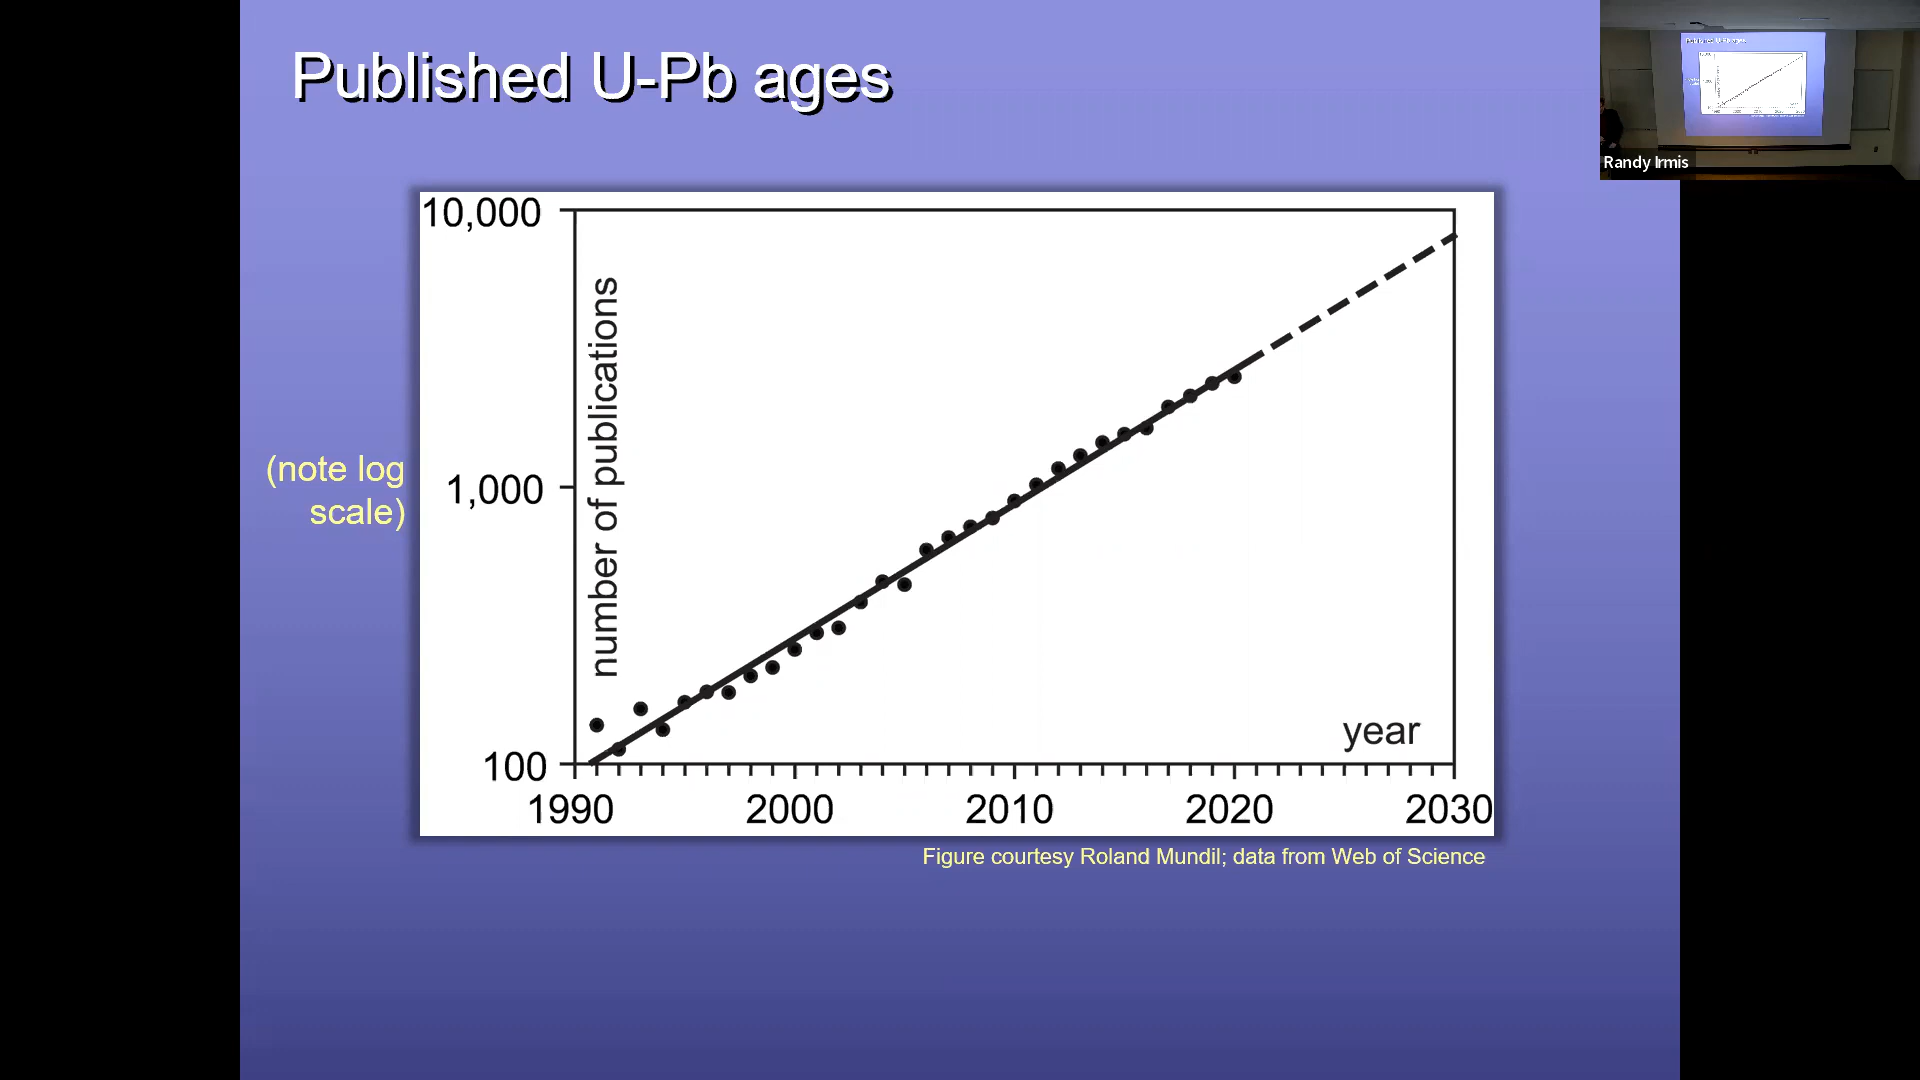 Published U-Pb ages
Randy Irmis
10,000
number of publications
(note log
scale)
1,000
year
100
1990 2000 2010 2020 2030
Figure courtesy Roland Mundil; data from Web of Science